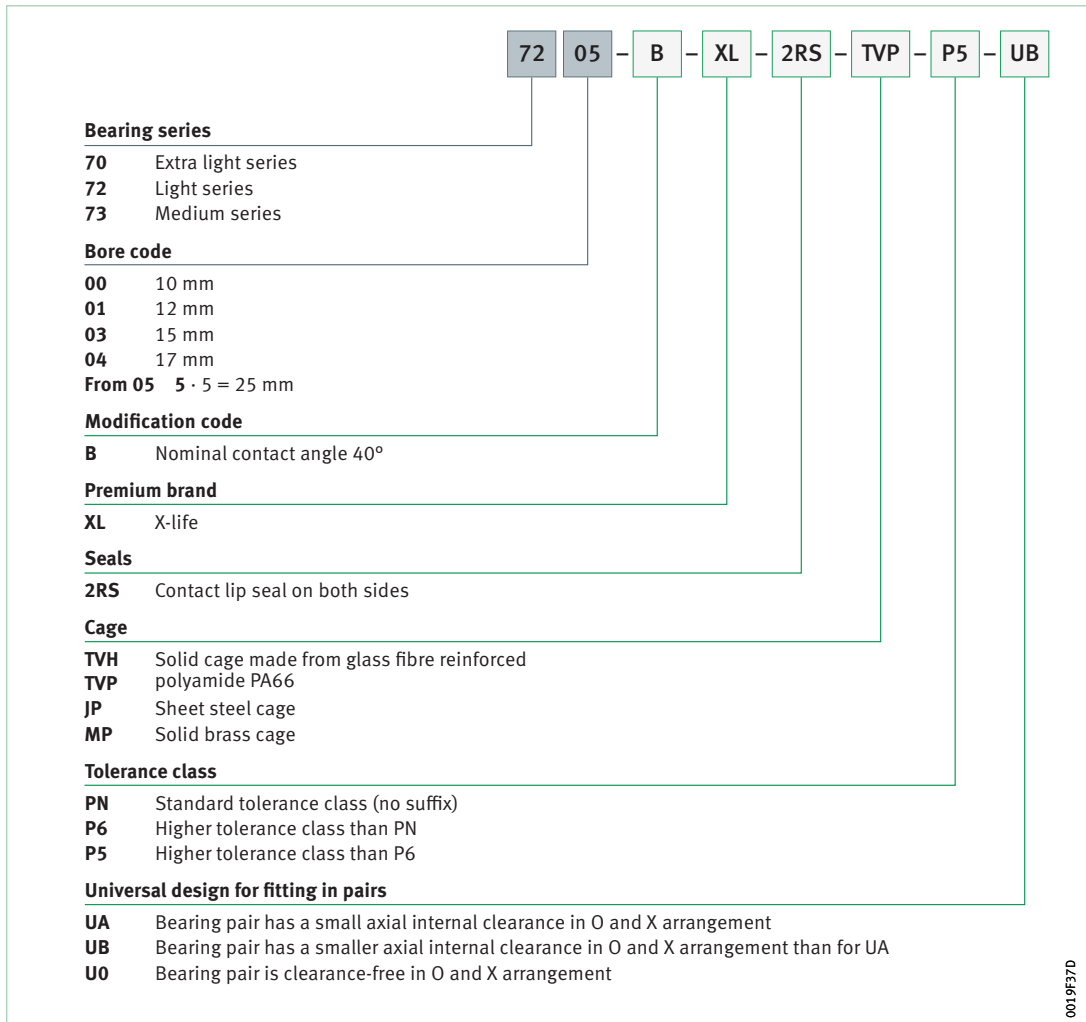 72 05 – B – XL – 2RS – TVP – P5 – UB
Bearing series
70 Extra light series
72 Light series
73 Medium series
Bore code
00 10 mm
01 12 mm
03 15 mm
04 17 mm
From 05 5 · 5 = 25 mm
Modification code
B Nominal contact angle 40°
Premium brand
XL X-life
Seals
2RS Contact lip seal on both sides
Cage
TVH Solid cage made from glass fibre reinforced
TVP polyamide PA66
JP Sheet steel cage
MP Solid brass cage
Tolerance class
PN Standard tolerance class (no suffix)
P6 Higher tolerance class than PN
P5 Higher tolerance class than P6
Universal design for fitting in pairs
UA Bearing pair has a small axial internal clearance in O and X arrangement
UB Bearing pair has a smaller axial internal clearance in O and X arrangement than for UA
U0 Bearing pair is clearance-free in O and X arrangement
0019F37D